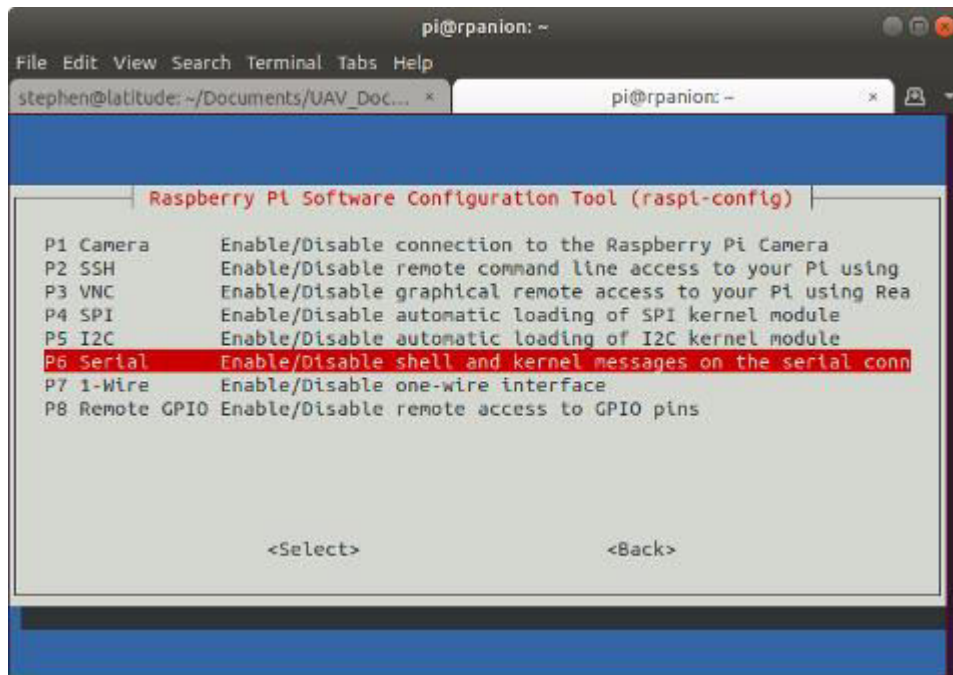 pi@rpanion: ~
File Edit View Search Terminal Tabs Help
stephen@latitude: ~/Documents/UAV_Doc... × pi@rpanion: ~ ×
Raspberry Pi Software Configuration Tool (raspi-config)
P1 Camera Enable/Disable connection to the Raspberry Pi Camera
P2 SSH Enable/Disable remote command line access to your Pi using
P3 VNC Enable/Disable graphical remote access to your Pi using Rea
P4 SPI Enable/Disable automatic loading of SPI kernel module
P5 I2C Enable/Disable automatic loading of I2C kernel module
P6 Serial Enable/Disable shell and kernel messages on the serial conn
P7 1-Wire Enable/Disable one-wire interface
P8 Remote GPIO Enable/Disable remote access to GPIO pins
<Select> <Back>